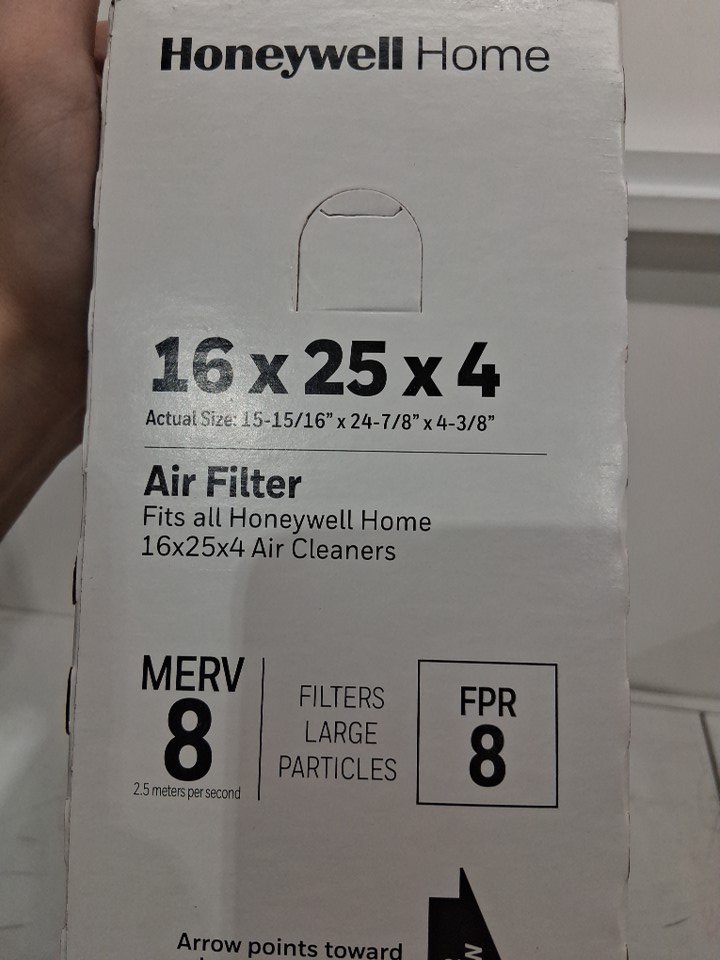 Honeywell Home
16 x 25 x 4
Actual Size: 15-15/16” x 24-7/8” x 4-3/8”
Air Filter
Fits all Honeywell Home
16x25x4 Air Cleaners
MERV
8
2.5 meters per second
FILTERS
LARGE
PARTICLES
FPR
8
Arrow points toward